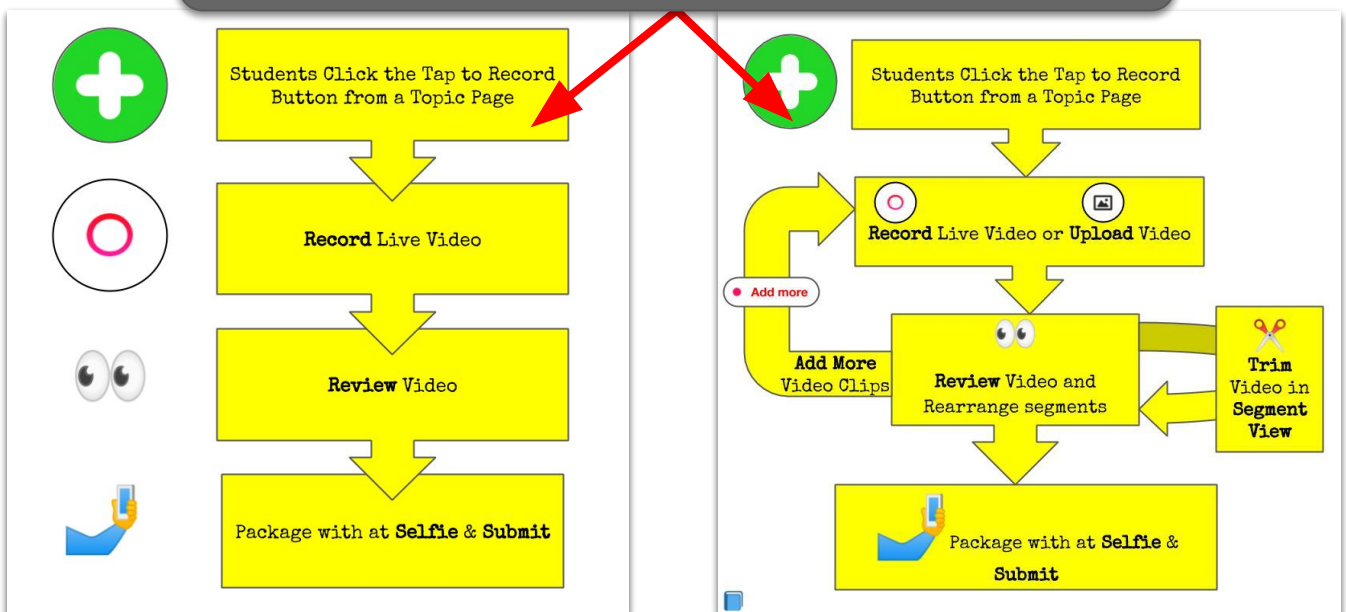 Students Click the Tap to Record
Button from a Topic Page
Record Live Video
Review Video
Package with at Selfie & Submit
Students Click the Tap to Record
Button from a Topic Page
Record Live Video or Upload Video
Add more
Add More
Video Clips
Review Video and
Rearrange segments
Trim
Video in
Segment
View
Package with at Selfie &
Submit